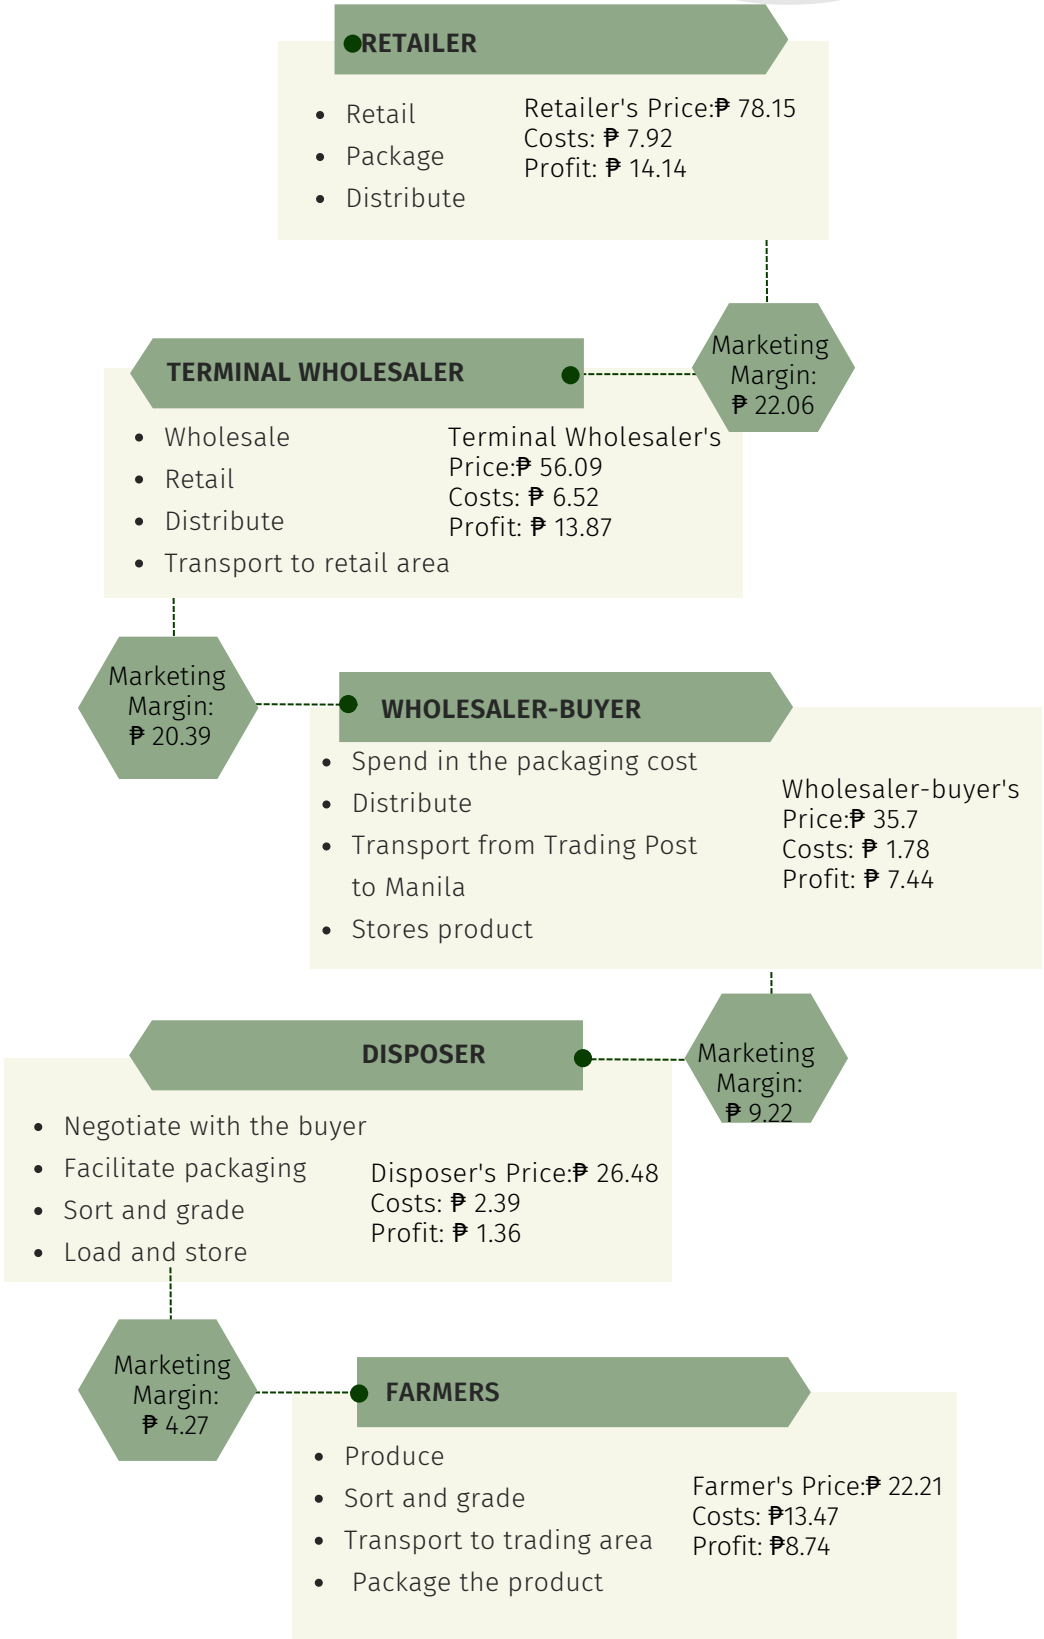 RETAILER
• Retail
• Package
• Distribute
Retailer's Price:₱ 78.15
Costs: ₱ 7.92
Profit: ₱ 14.14
Marketing
Margin:
₱ 22.06
TERMINAL WHOLESALER
• Wholesale
• Retail
• Distribute
• Transport to retail area
Terminal Wholesaler's
Price:₱ 56.09
Costs: ₱ 6.52
Profit: ₱ 13.87
Marketing
Margin:
₱ 20.39
WHOLESALER-BUYER
• Spend in the packaging cost
• Distribute
• Transport from Trading Post
to Manila
• Stores product
Wholesaler-buyer's
Price:₱ 35.7
Costs: ₱ 1.78
Profit: ₱ 7.44
Marketing
Margin:
₱ 9.22
DISPOSER
• Negotiate with the buyer
• Facilitate packaging
• Sort and grade
• Load and store
Disposer's Price:₱ 26.48
Costs: ₱ 2.39
Profit: ₱ 1.36
Marketing
Margin:
₱ 4.27
FARMERS
• Produce
• Sort and grade
• Transport to trading area
• Package the product
Farmer's Price:₱ 22.21
Costs: ₱13.47
Profit: ₱8.74